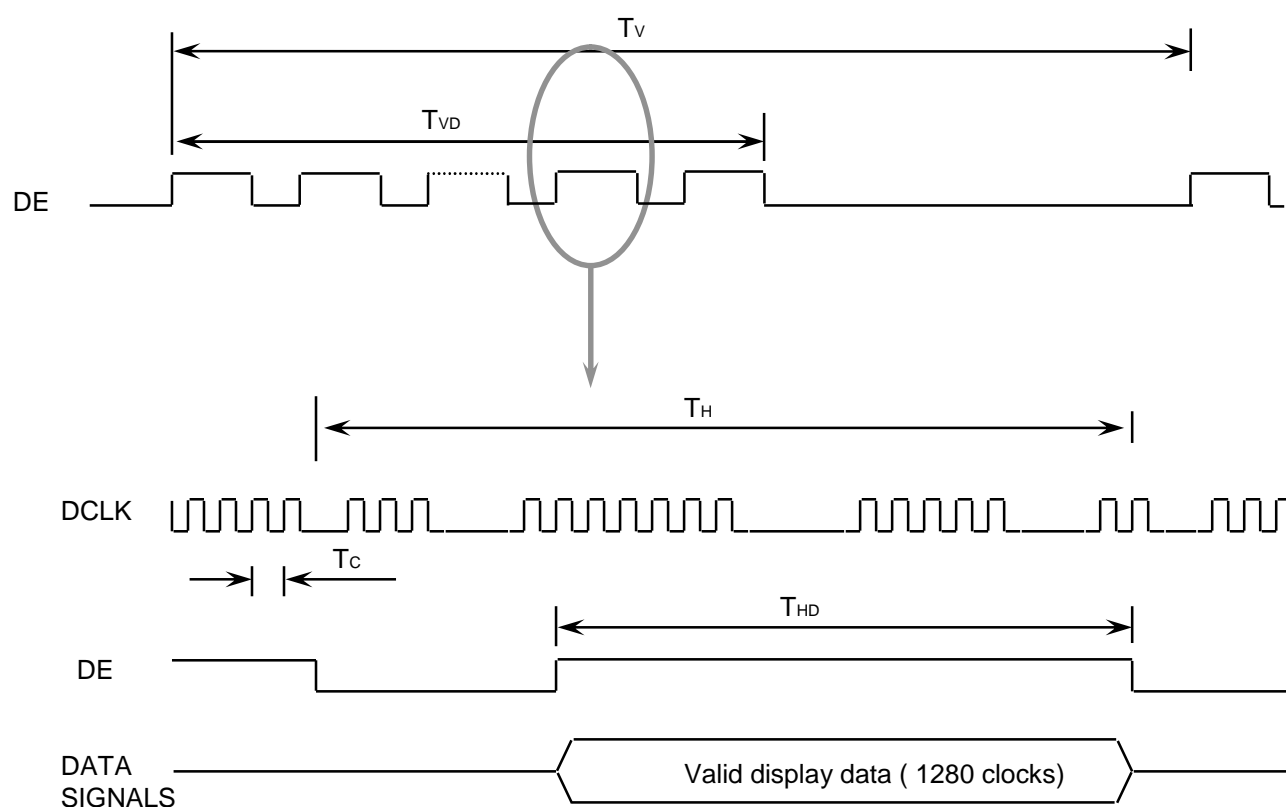 TV
TVD
DE
TH
DCLK
TC
THD
DE
DATA
SIGNALS
Valid display data ( 1280 clocks)